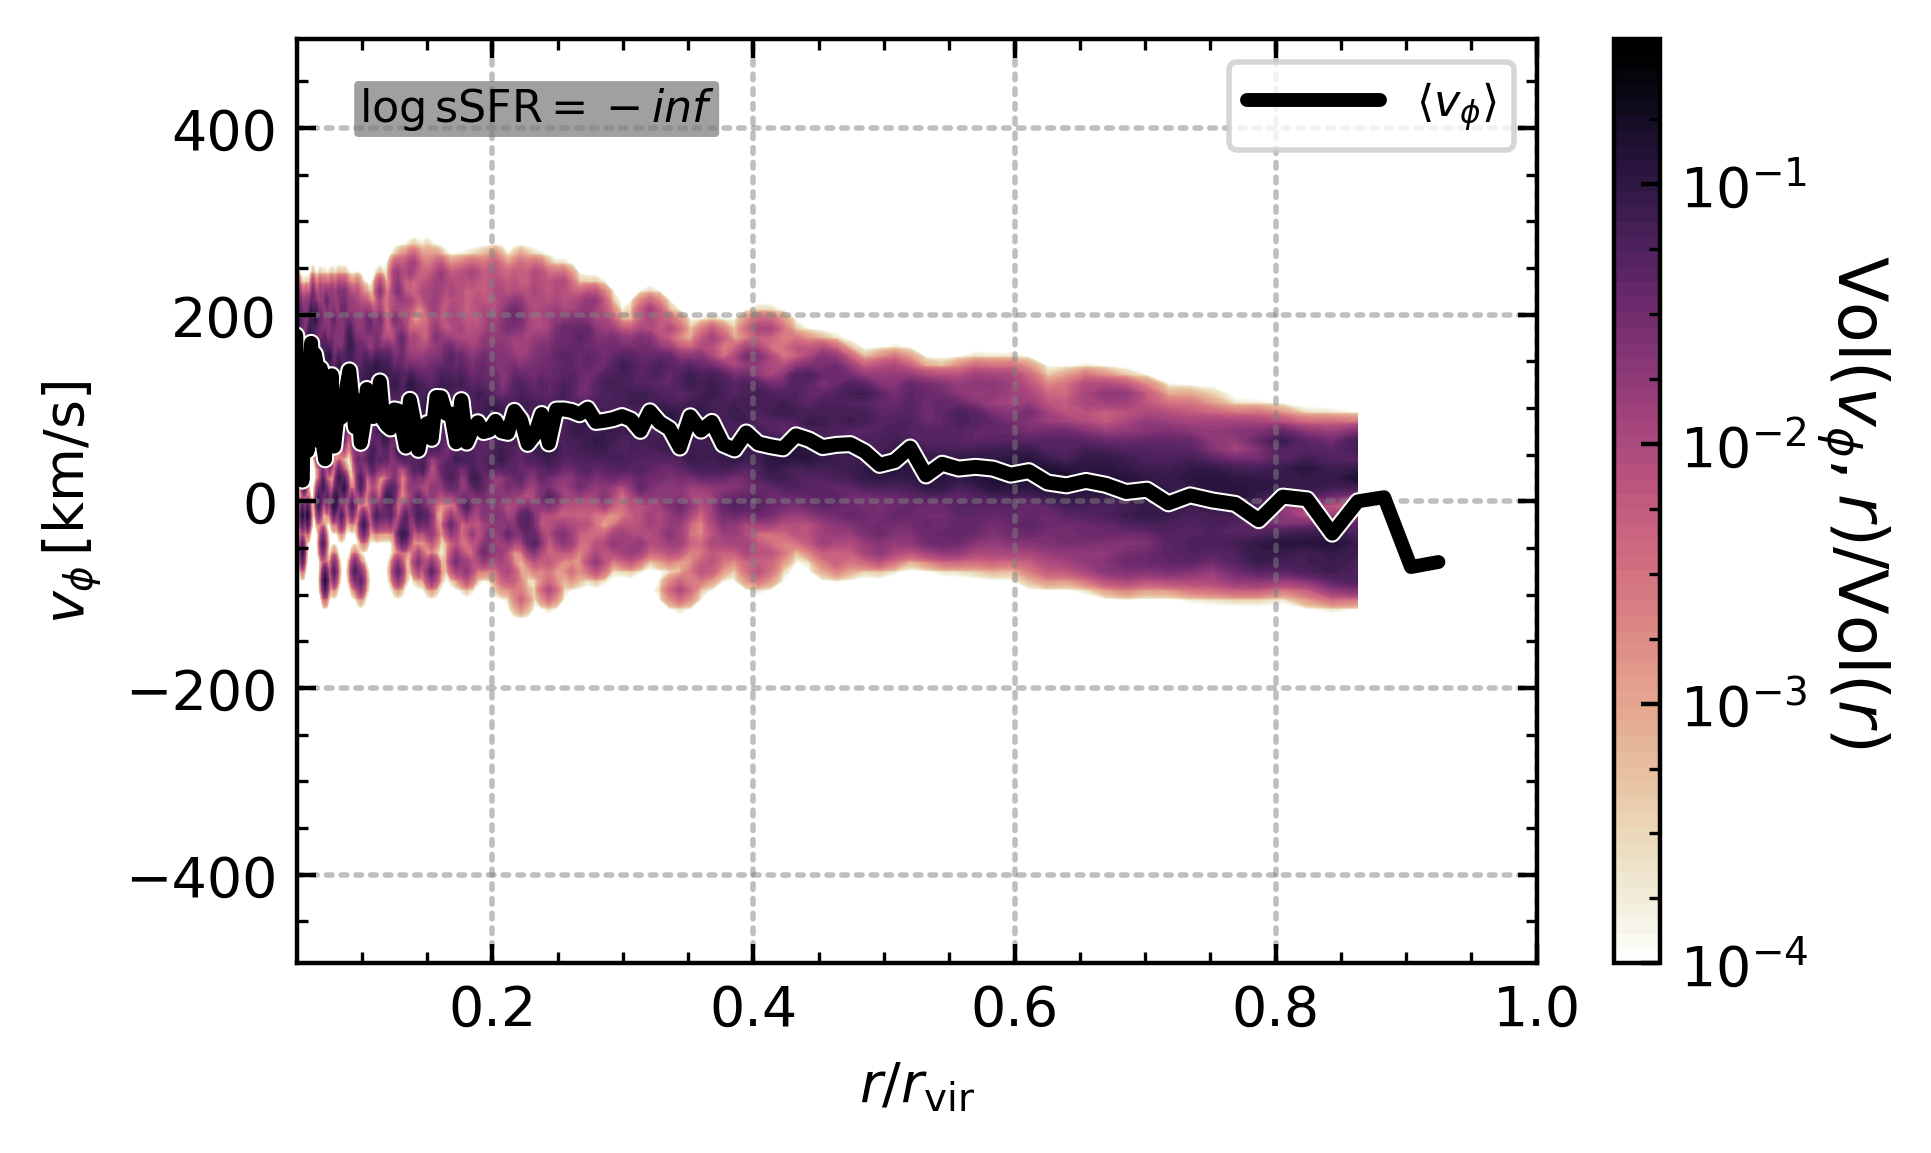 log sSFR = −inf
⟨v_ϕ⟩
400
200
0
−200
−400
v_ϕ [km/s]
0.2 0.4 0.6 0.8 1.0
r/r_vir
10⁻¹
10⁻²
10⁻³
10⁻⁴
Vol(v_ϕ, r)/Vol(r)